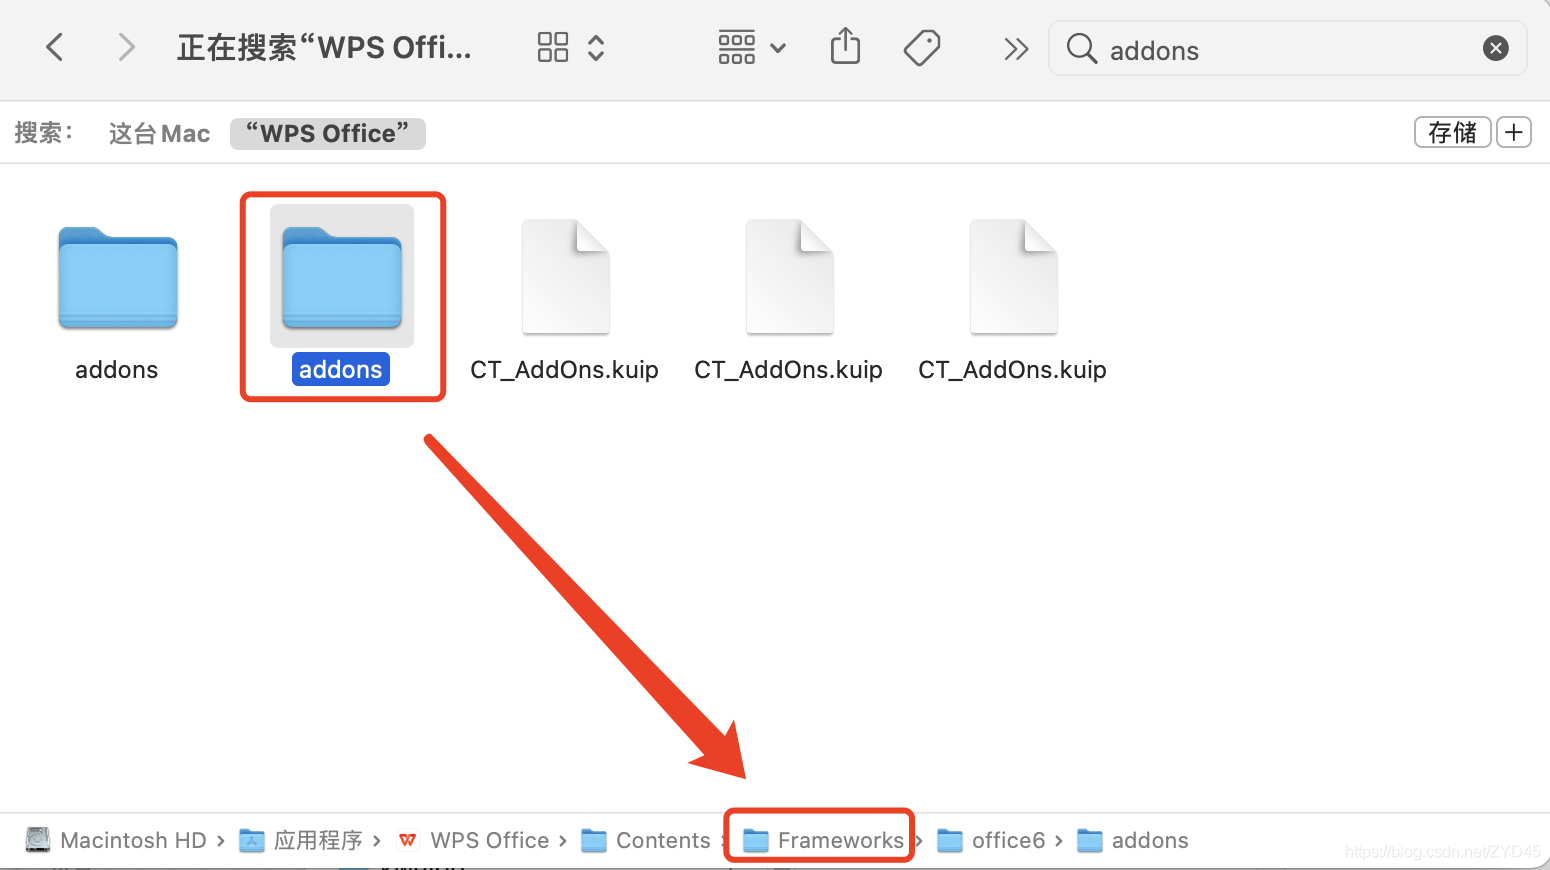 正在搜索“WPS Offi...
addons
搜索：
这台 Mac
“WPS Office”
存储
addons
addons
CT_AddOns.kuip
CT_AddOns.kuip
CT_AddOns.kuip
Macintosh HD › 应用程序 › WPS Office › Contents › Frameworks › office6 › addons
https://blog.csdn.net/ZYD45